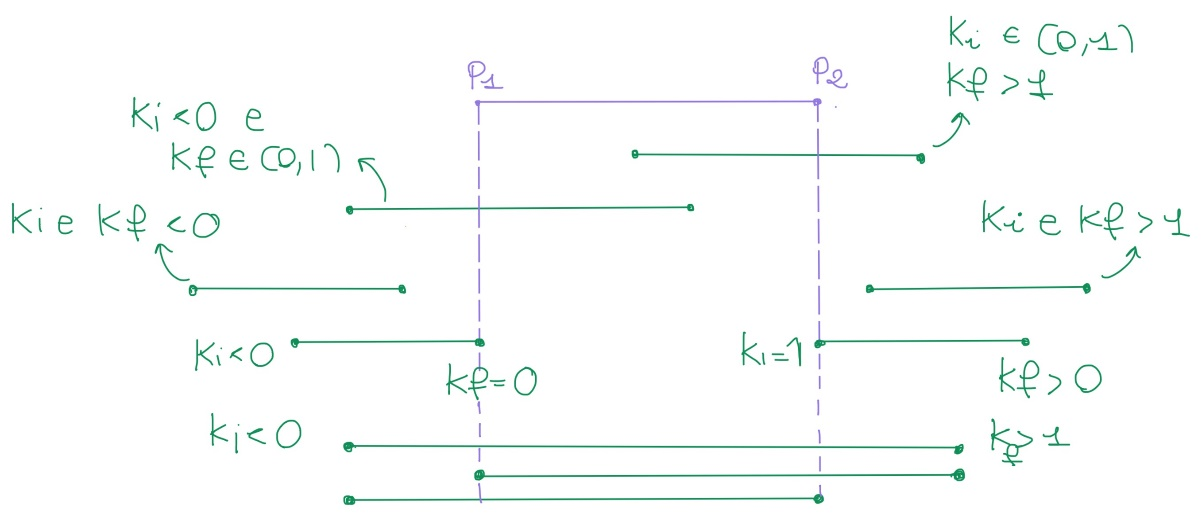 Ki ∈ (0,1)
Kf > 1
P1
P2
Ki < 0 e
Kf ∈ (0,1)
Ki e Kf < 0
Ki e Kf > 1
Ki < 0
Kf = 0
Ki = 1
Kf > 0
Ki < 0
Kf > 1